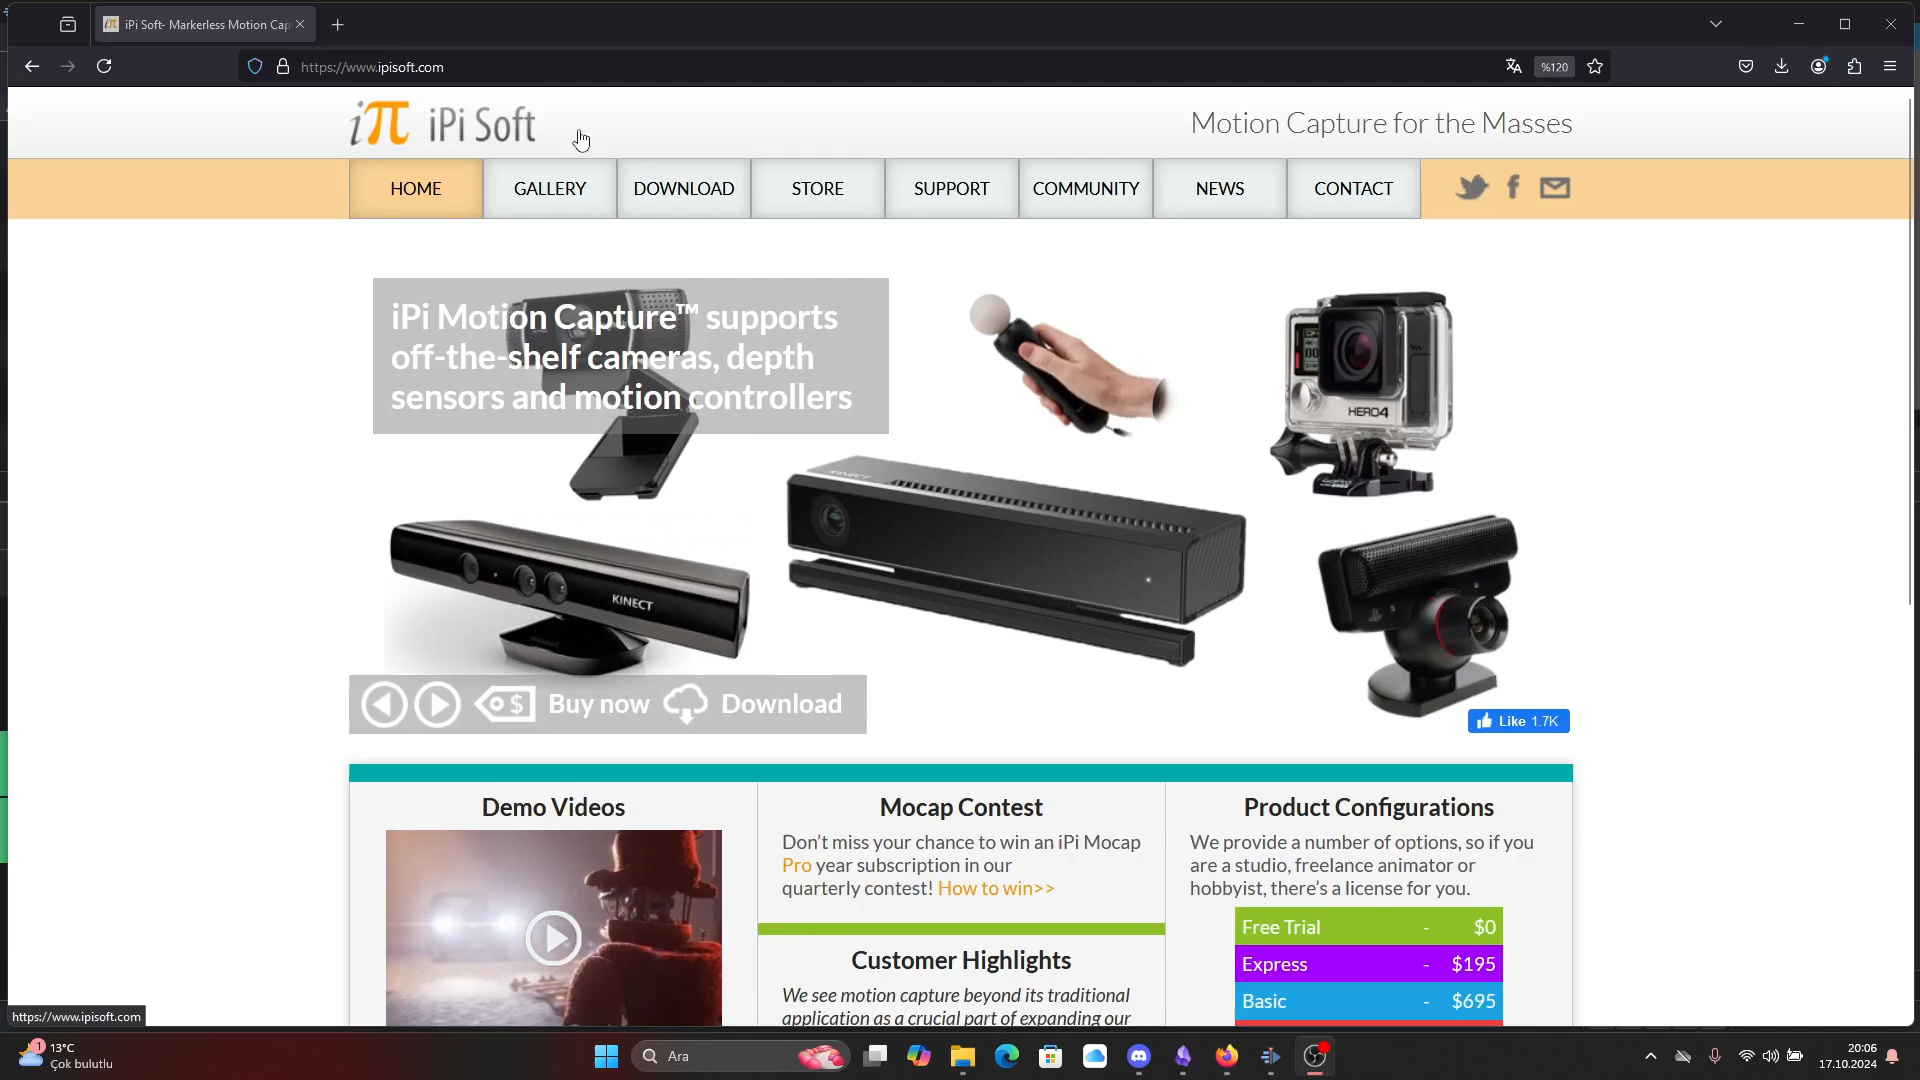 iPi Soft- Markerless Motion Cap
https://www.ipisoft.com
%120
iπ iPi Soft
Motion Capture for the Masses
HOME
GALLERY
DOWNLOAD
STORE
SUPPORT
COMMUNITY
NEWS
CONTACT
iPi Motion Capture™ supports
off-the-shelf cameras, depth
sensors and motion controllers
HERO4
GoPro
KINECT
KINECT
Buy now
Download
Like 1.7K
Demo Videos
Mocap Contest
Don't miss your chance to win an iPi Mocap
Pro year subscription in our
quarterly contest! How to win>>
Customer Highlights
We see motion capture beyond its traditional
application as a crucial part of expanding our
Product Configurations
We provide a number of options, so if you
are a studio, freelance animator or
hobbyist, there's a license for you.
Free Trial - $0
Express - $195
Basic - $695
https://www.ipisoft.com
1
13°C
Çok bulutlu
Ara
20:06
17.10.2024